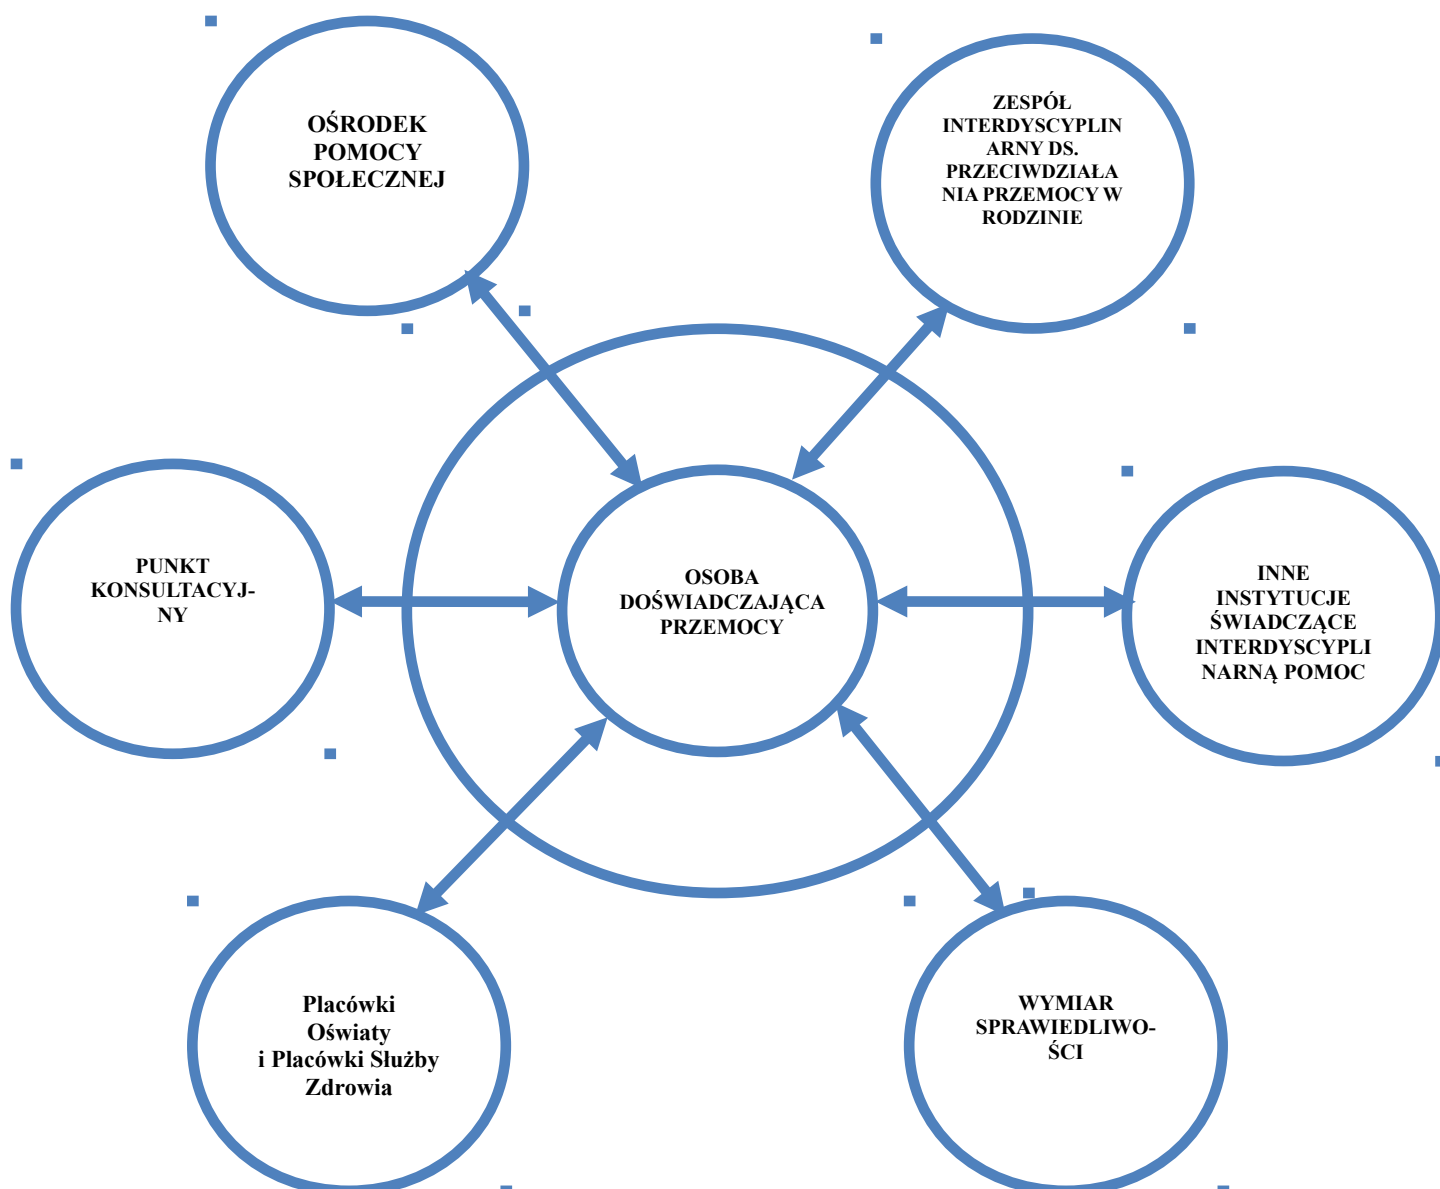 OŚRODEK
POMOCY
SPOŁECZNEJ
ZESPÓŁ
INTERDYSCYPLIN
ARNY DS.
PRZECIWDZIAŁA
NIA PRZEMOCY W
RODZINIE
PUNKT
KONSULTACYJ-
NY
OSOBA
DOŚWIADCZAJĄCA
PRZEMOCY
INNE
INSTYTUCJE
ŚWIADCZĄCE
INTERDYSCYPLI
NARNĄ POMOC
Placówki
Oświaty
i Placówki Służby
Zdrowia
WYMIAR
SPRAWIEDLIWO-
ŚCI